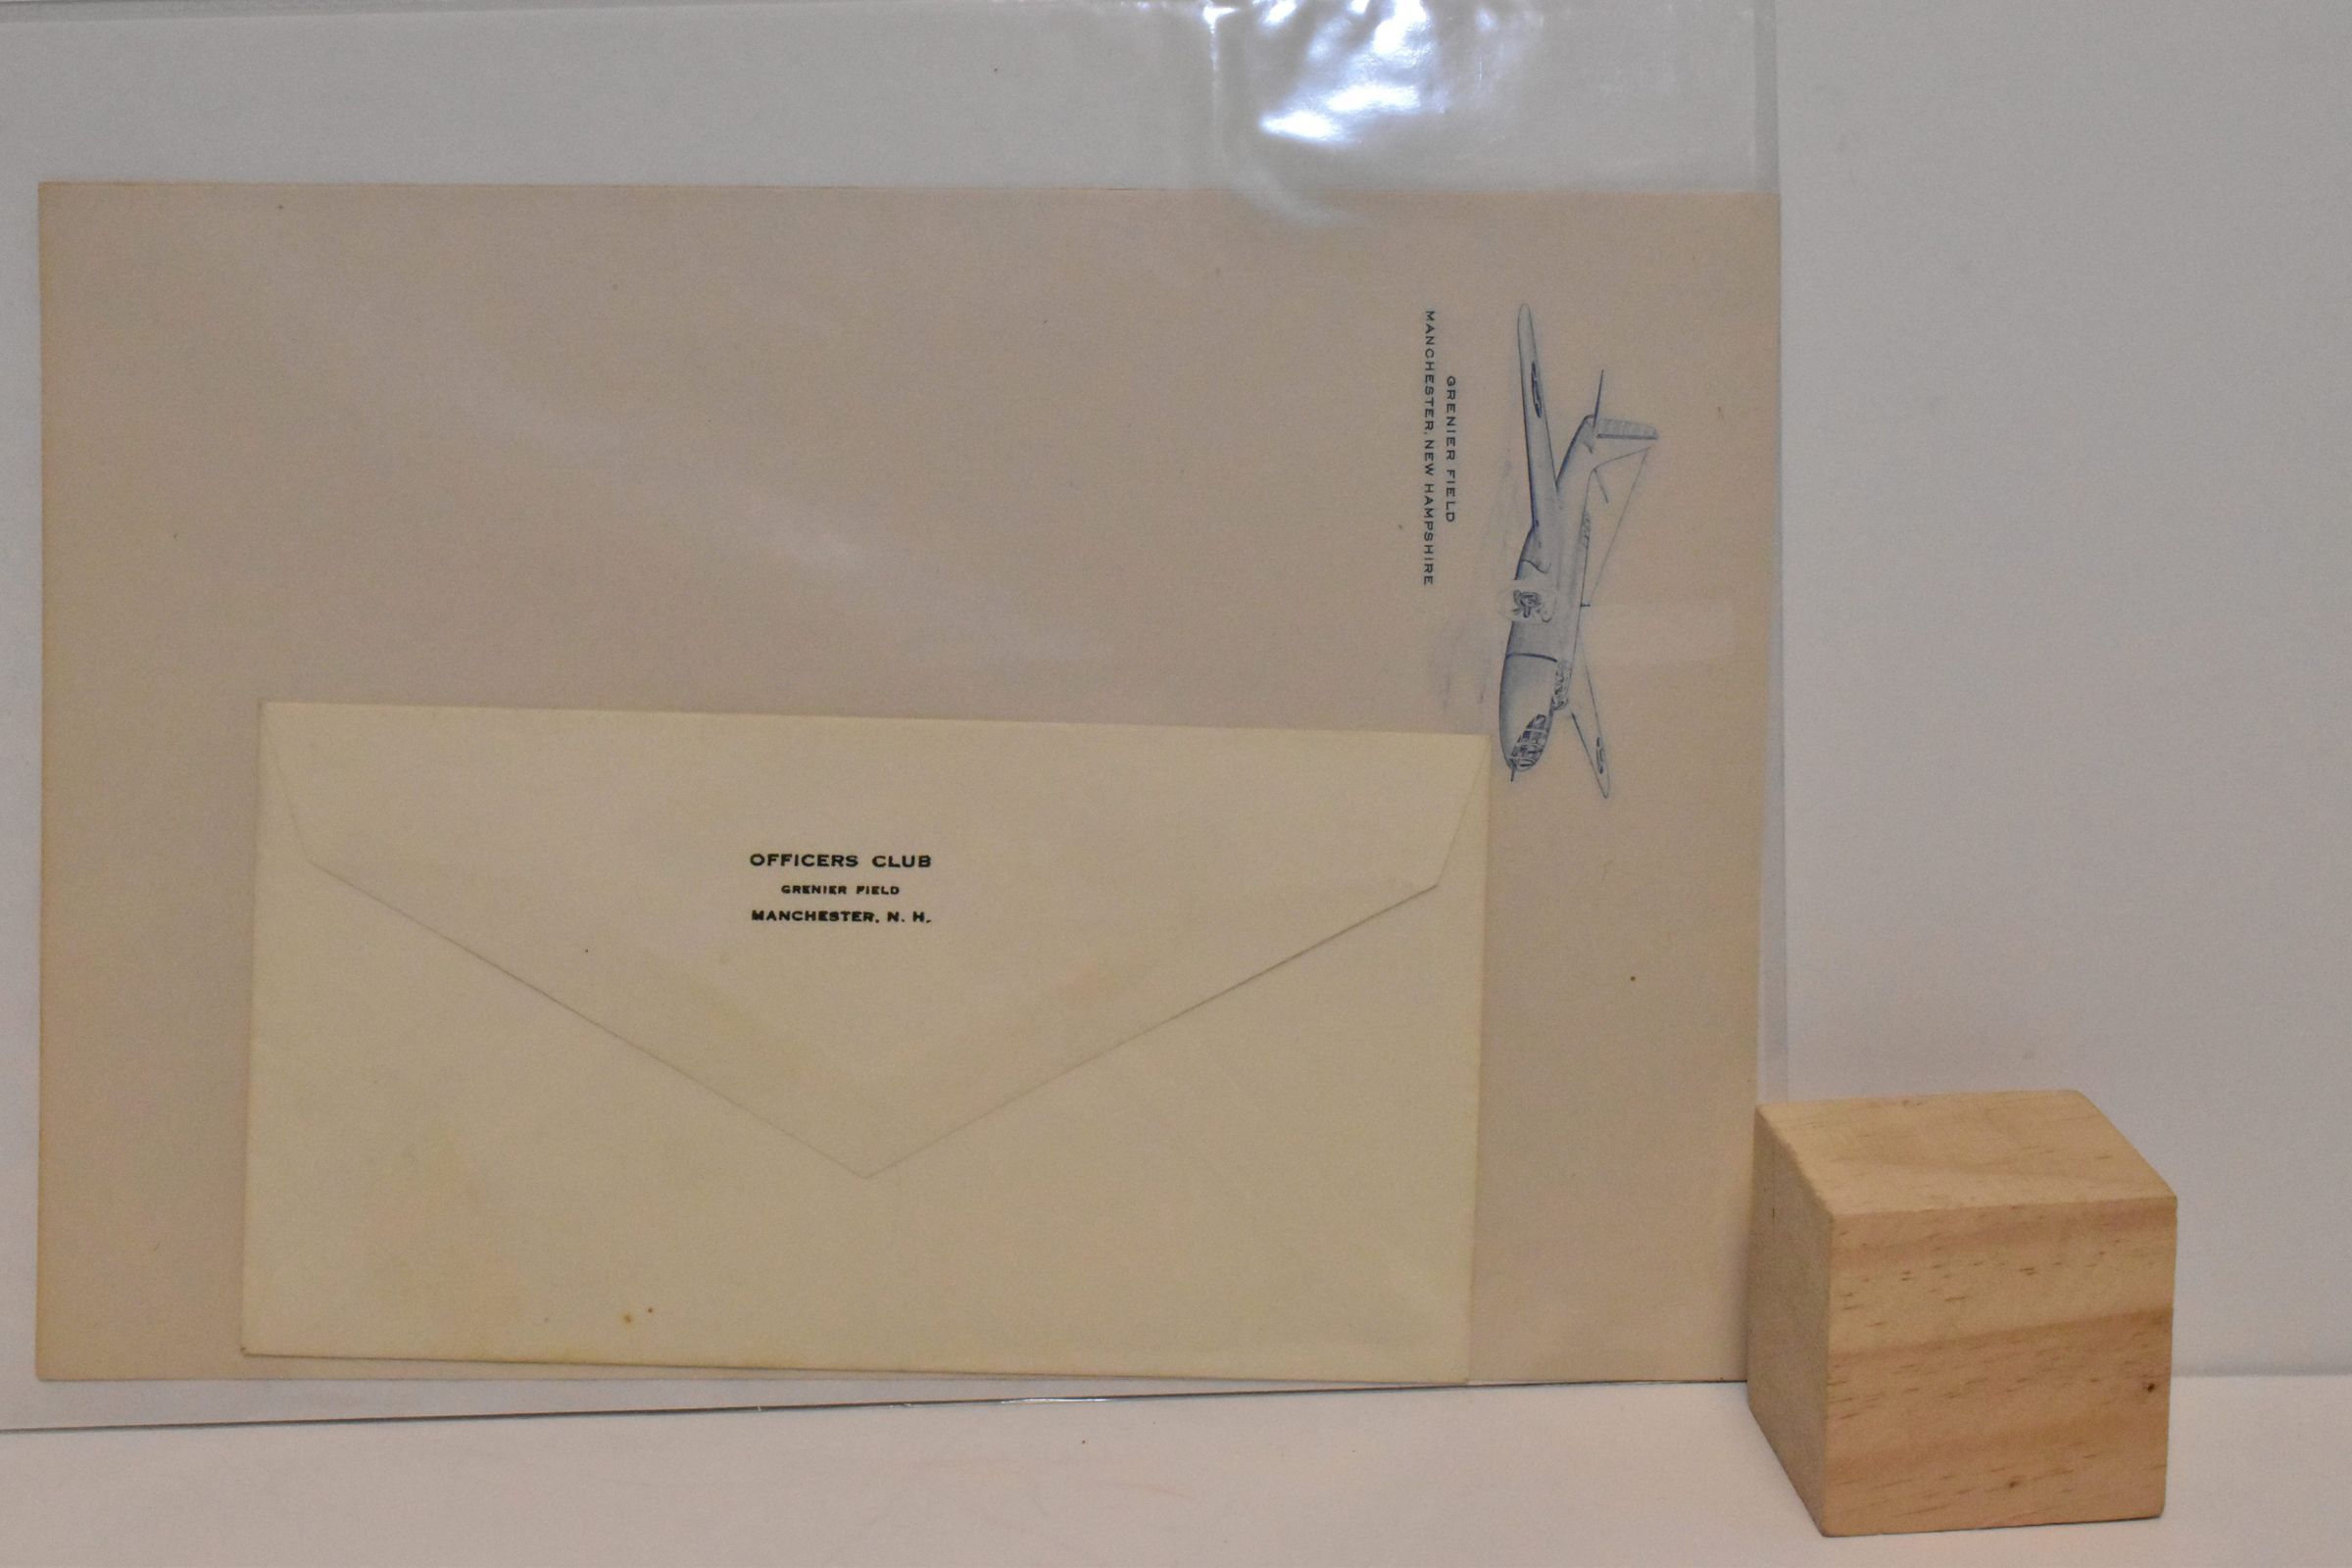 GRENIER FIELD
MANCHESTER, NEW HAMPSHIRE
OFFICERS CLUB
GRENIER FIELD
MANCHESTER, N. H.